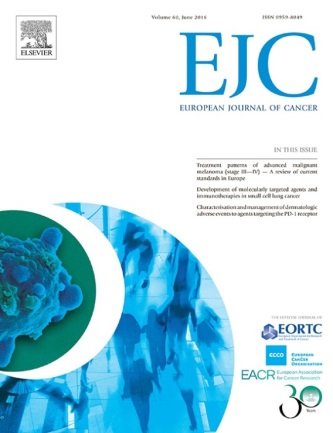 Volume 60, June 2016
ISSN 0959-8049
ELSEVIER
EJC
EUROPEAN JOURNAL OF CANCER
IN THIS ISSUE
Treatment patterns of advanced malignant
melanoma (stage III–IV) — A review of current
standards in Europe
Development of molecularly targeted agents and
immunotherapies in small cell lung cancer
Characterisation and management of dermatologic
adverse events to agents targeting the PD-1 receptor
THE OFFICIAL JOURNAL OF
EORTC
ECCO
EUROPEAN
CANCER
ORGANISATION
EACR
European Association
for Cancer Research
30
Years